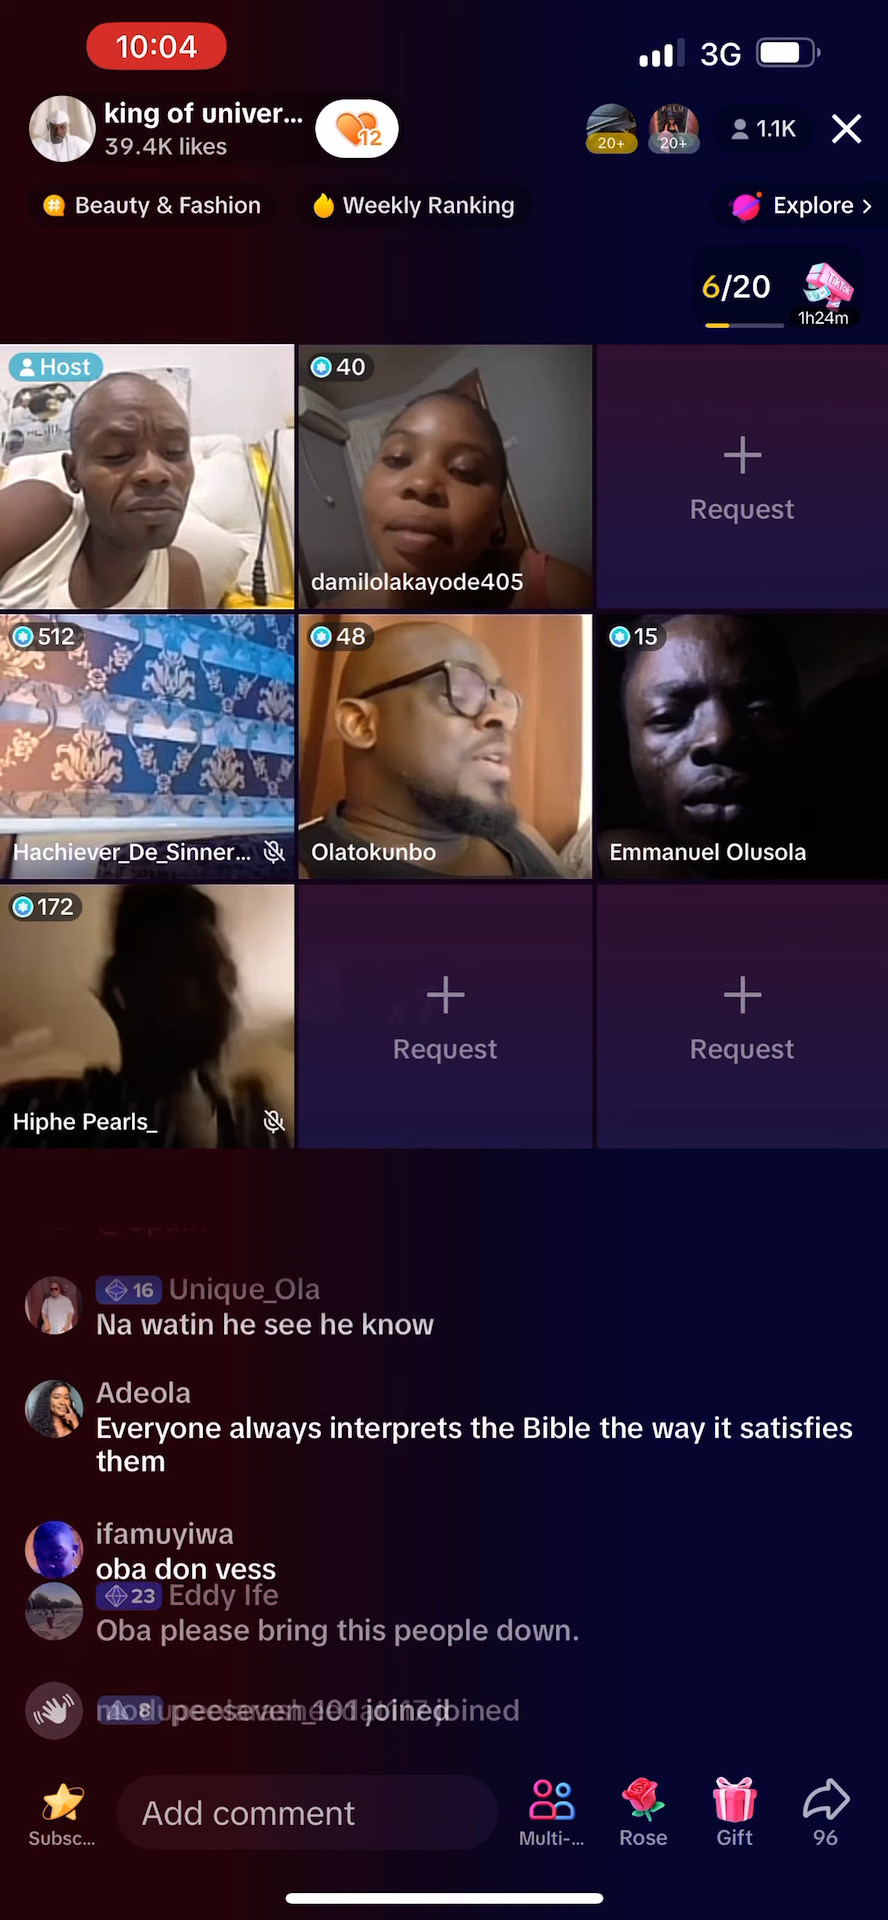 10:04
3G
king of univer...
39.4K likes
12
20+
20+
1.1K
Beauty & Fashion
Weekly Ranking
Explore >
6/20
TikTok
1h24m
Host
40
damilolakayode405
Request
512
48
15
Hachiever_De_Sinner...
Olatokunbo
Emmanuel Olusola
172
Hiphe Pearls_
Request
Request
16 Unique_Ola
Na watin he see he know
Adeola
Everyone always interprets the Bible the way it satisfies
them
ifamuyiwa
oba don vess
23 Eddy Ife
Oba please bring this people down.
8 joined
Subsc...
Add comment
Multi-...
Rose
Gift
96